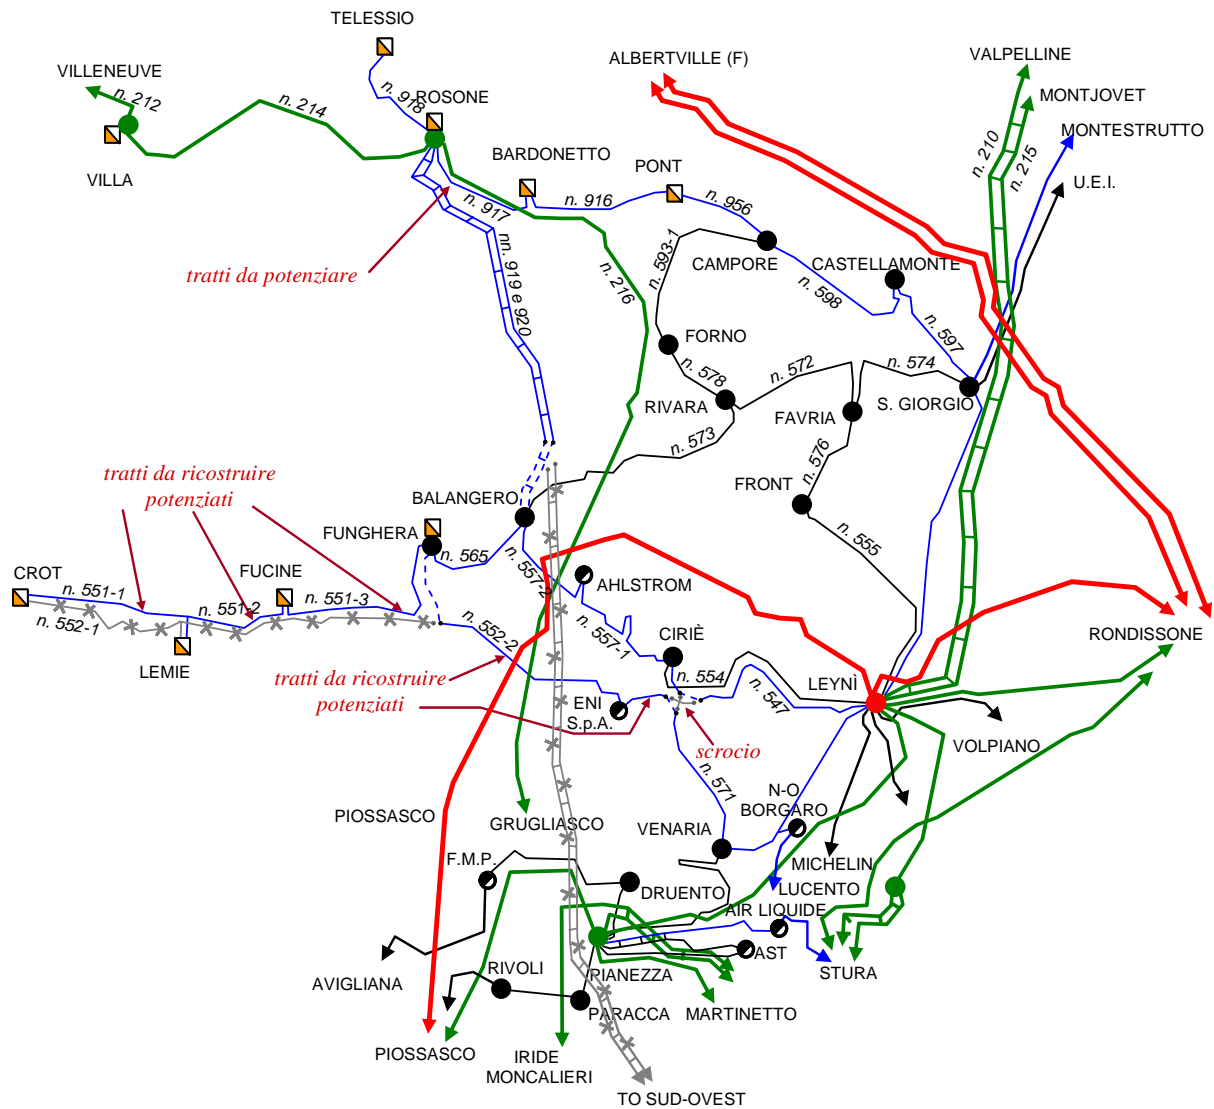 TELESSIO
ALBERTVILLE (F)
VALPELLINE
VILLENEUVE
n. 212
n. 214
n. 918
ROSONE
MONTJOVET
MONTESTRUTTO
n. 210
n. 215
VILLA
BARDONETTO
PONT
U.E.I.
n. 917
n. 916
n. 956
tratti da potenziare
nn. 919 e 920
n. 216
n. 593-1
CAMPORE
CASTELLAMONTE
n. 598
n. 597
FORNO
n. 578
n. 572
n. 574
RIVARA
FAVRIA
S. GIORGIO
n. 573
n. 576
tratti da ricostruire
potenziati
BALANGERO
FRONT
FUNGHERA
n. 565
n. 557-2
n. 555
CROT
n. 551-1
n. 551-2
FUCINE
n. 551-3
AHLSTROM
n. 552-1
LEMIE
n. 552-2
n. 557-1
CIRIÈ
n. 554
RONDISSONE
tratti da ricostruire
potenziati
ENI
S.p.A.
LEYNÌ
n. 547
scrocio
VOLPIANO
n. 571
N-O
BORGARO
PIOSSASCO
GRUGLIASCO
VENARIA
MICHELIN
F.M.P.
DRUENTO
LUCENTO
AIR LIQUIDE
AST
AVIGLIANA
RIVOLI
PIANEZZA
STURA
PARACCA
MARTINETTO
PIOSSASCO
IRIDE
MONCALIERI
TO SUD-OVEST